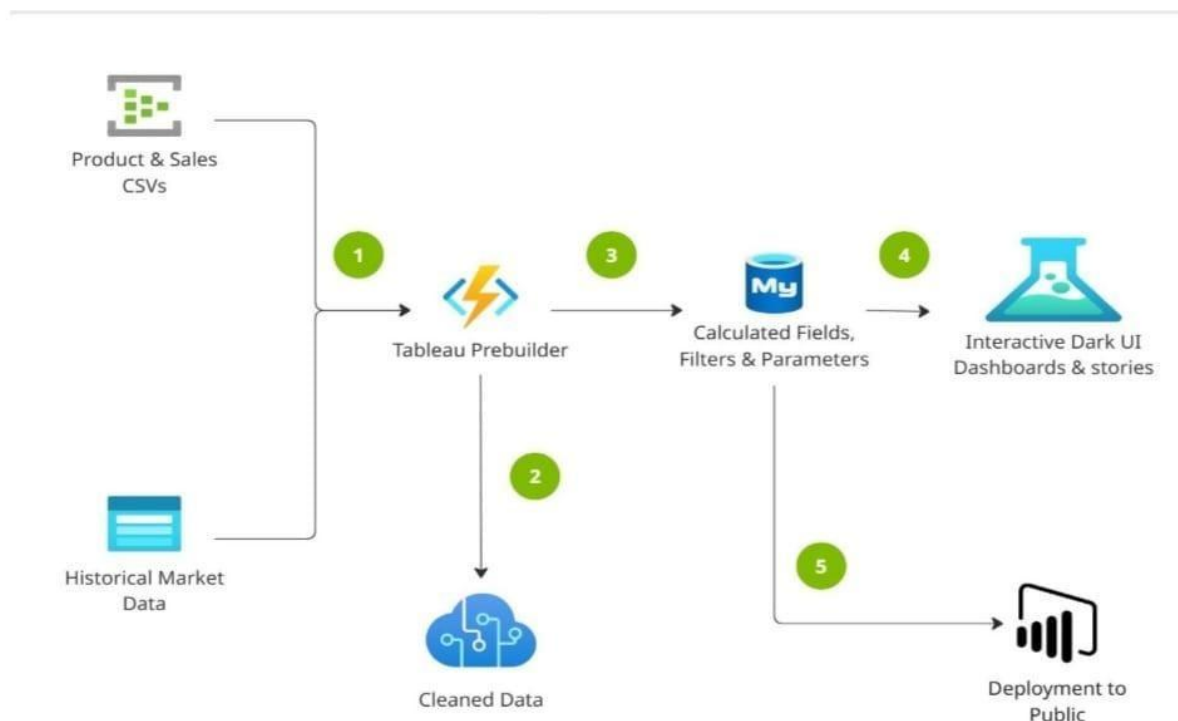 Product & Sales
CSVs
1
3
4
My
Tableau Prebuilder
Calculated Fields,
Filters & Parameters
Interactive Dark UI
Dashboards & stories
2
5
Historical Market
Data
Cleaned Data
Deployment to
Public